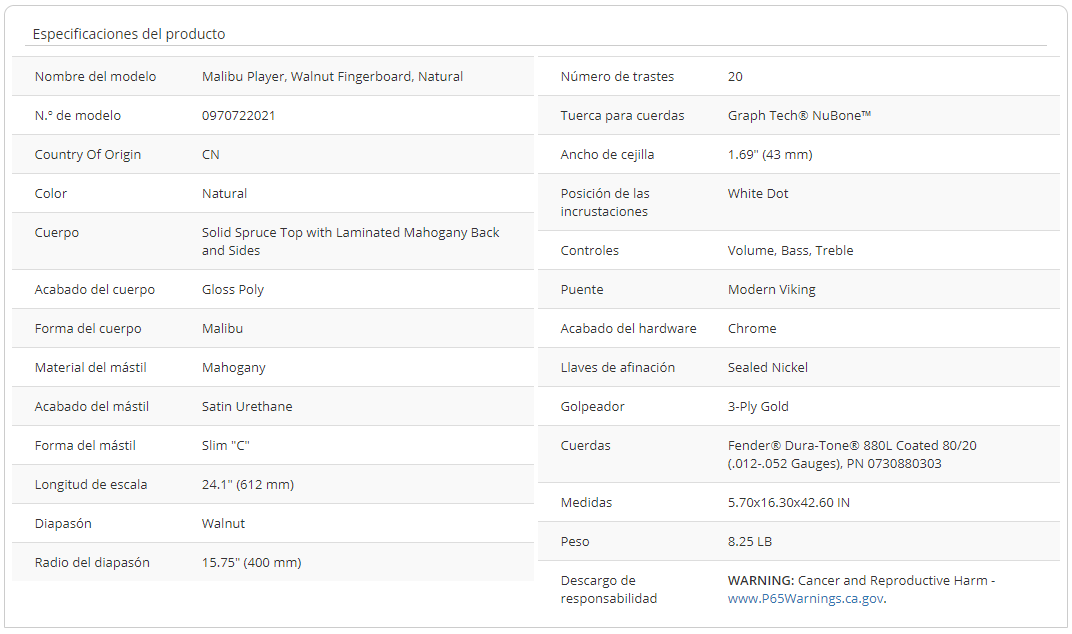 Especificaciones del producto
Nombre del modelo Malibu Player, Walnut Fingerboard, Natural
N.º de modelo 0970722021
Country Of Origin CN
Color Natural
Cuerpo Solid Spruce Top with Laminated Mahogany Back
and Sides
Acabado del cuerpo Gloss Poly
Forma del cuerpo Malibu
Material del mástil Mahogany
Acabado del mástil Satin Urethane
Forma del mástil Slim "C"
Longitud de escala 24.1" (612 mm)
Diapasón Walnut
Radio del diapasón 15.75" (400 mm)
Número de trastes 20
Tuerca para cuerdas Graph Tech® NuBone™
Ancho de cejilla 1.69" (43 mm)
Posición de las White Dot
incrustaciones
Controles Volume, Bass, Treble
Puente Modern Viking
Acabado del hardware Chrome
Llaves de afinación Sealed Nickel
Golpeador 3-Ply Gold
Cuerdas Fender® Dura-Tone® 880L Coated 80/20
(.012-.052 Gauges), PN 0730880303
Medidas 5.70x16.30x42.60 IN
Peso 8.25 LB
Descargo de WARNING: Cancer and Reproductive Harm -
responsabilidad www.P65Warnings.ca.gov.